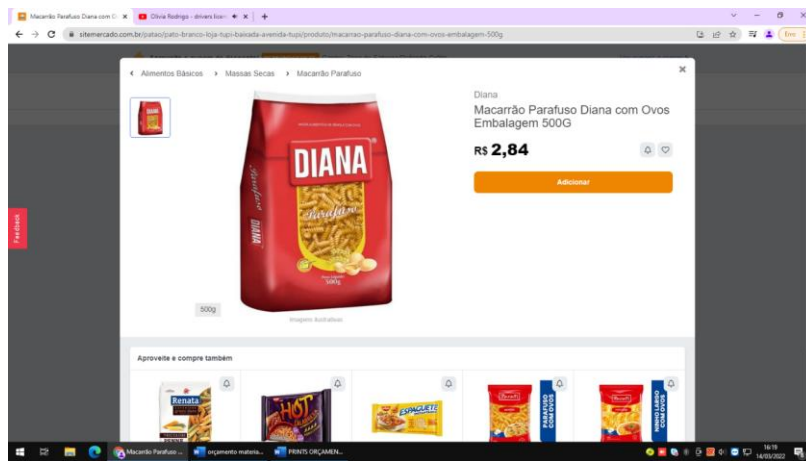 Macarrão Parafuso Diana com O
Olivia Rodrigo - drivers licen
sitemercado.com.br/patao/pato-branco-loja-tupi-baixada-avenida-tupi/produto/macarrao-parafuso-diana-com-ovos-embalagem-500g
Alimentos Básicos > Massas Secas > Macarrão Parafuso
Diana
Macarrão Parafuso Diana com Ovos
Embalagem 500G
R$ 2,84
Adicionar
DIANA
Parafuso
500g
Parafuso
DIANA
DIANA
500g
Imagens ilustrativas
Feedback
Aproveite e compre também
Renata
HOT
ESPAGUETE
PARAFUSO
COM OVOS
NINHO LARGO
COM OVOS
Macarrão Parafuso ...
orçamento materia...
PRINTS ORÇAMEN...
16:19
14/03/2022